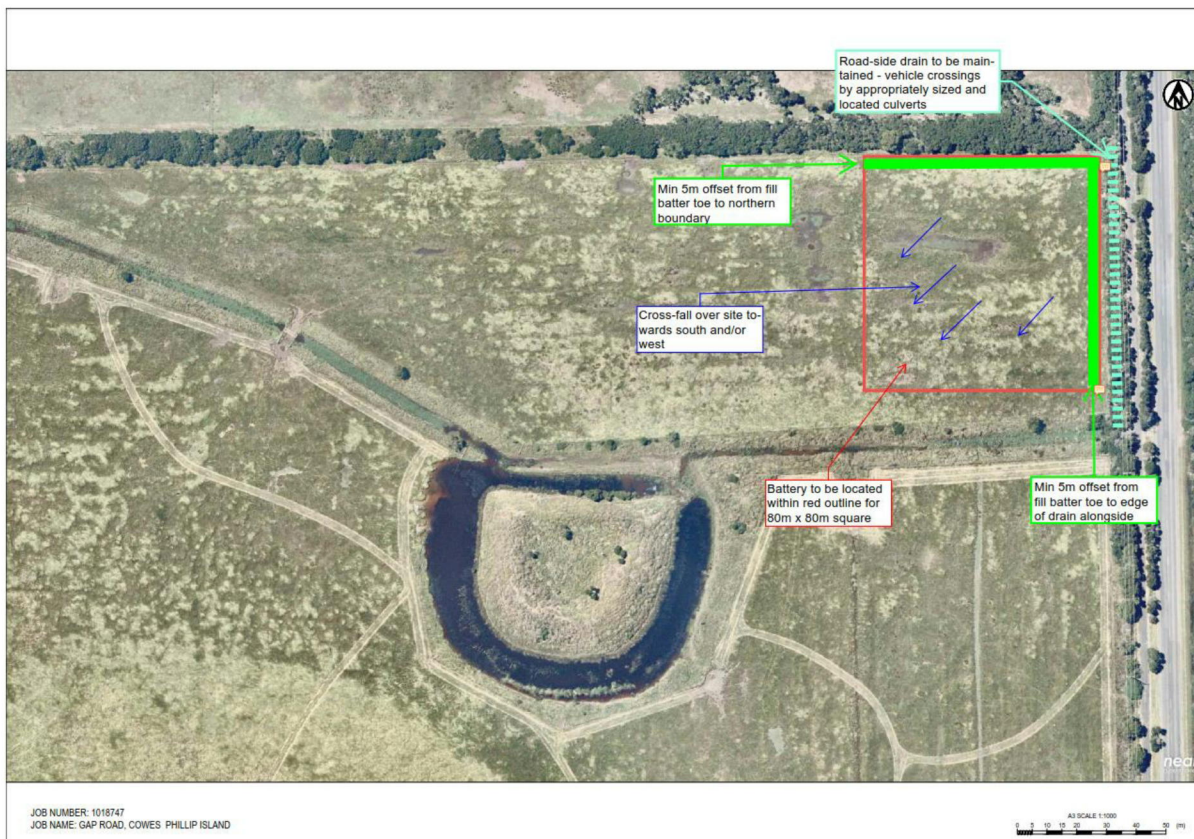 Road-side drain to be main-
tained - vehicle crossings
by appropriately sized and
located culverts
N
Min 5m offset from fill
batter toe to northern
boundary
Cross-fall over site to-
wards south and/or
west
Battery to be located
within red outline for
80m x 80m square
Min 5m offset from
fill batter toe to edge
of drain alongside
JOB NUMBER: 1018747
JOB NAME: GAP ROAD, COWES PHILLIP ISLAND
A3 SCALE 1:1000
0 5 10 15 20 30 40 50 (m)